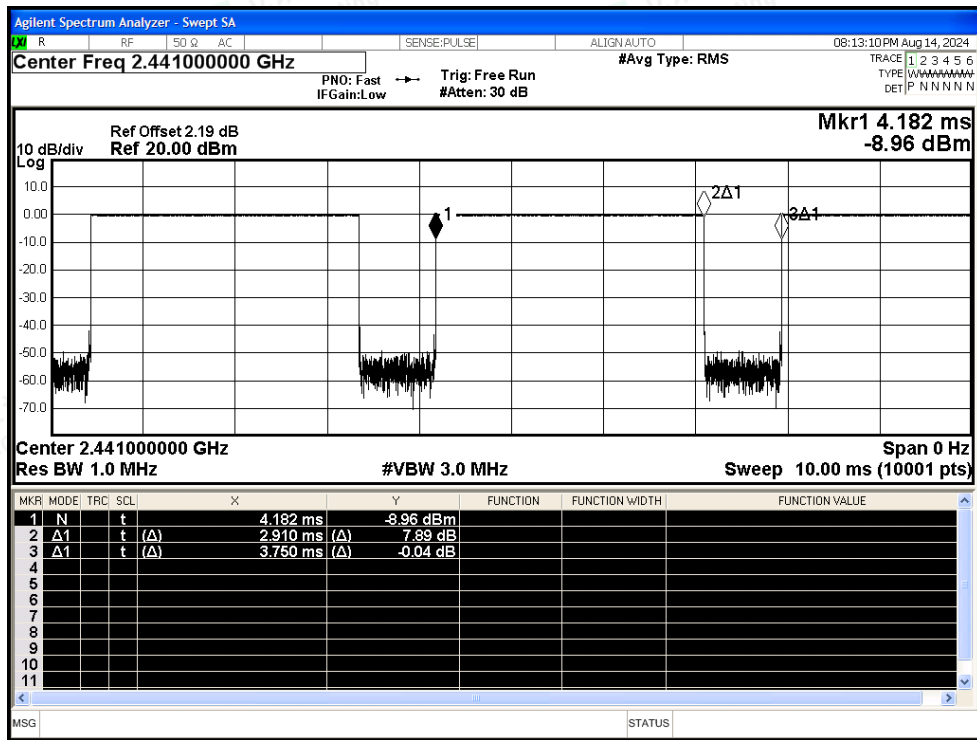 Agilent Spectrum Analyzer - Swept SA
LXI R RF 50 Ω AC SENSE:PULSE ALIGN AUTO 08:13:10 PM Aug 14, 2024
Center Freq 2.441000000 GHz #Avg Type: RMS TRACE 1 2 3 4 5 6
PNO: Fast Trig: Free Run TYPE WWWWWW
IFGain:Low #Atten: 30 dB DET P N N N N N
Mkr1 4.182 ms
Ref Offset 2.19 dB
10 dB/div Ref 20.00 dBm -8.96 dBm
Log
10.0
2Δ1
0.00
1
3Δ1
-10.0
-20.0
-30.0
-40.0
-50.0
-60.0
-70.0
Center 2.441000000 GHz Span 0 Hz
Res BW 1.0 MHz #VBW 3.0 MHz Sweep 10.00 ms (10001 pts)
MKR MODE TRC SCL X Y FUNCTION FUNCTION WIDTH FUNCTION VALUE
1 N t 4.182 ms -8.96 dBm
2 Δ1 t (Δ) 2.910 ms (Δ) 7.89 dB
3 Δ1 t (Δ) 3.750 ms (Δ) -0.04 dB
4
5
6
7
8
9
10
11
MSG STATUS